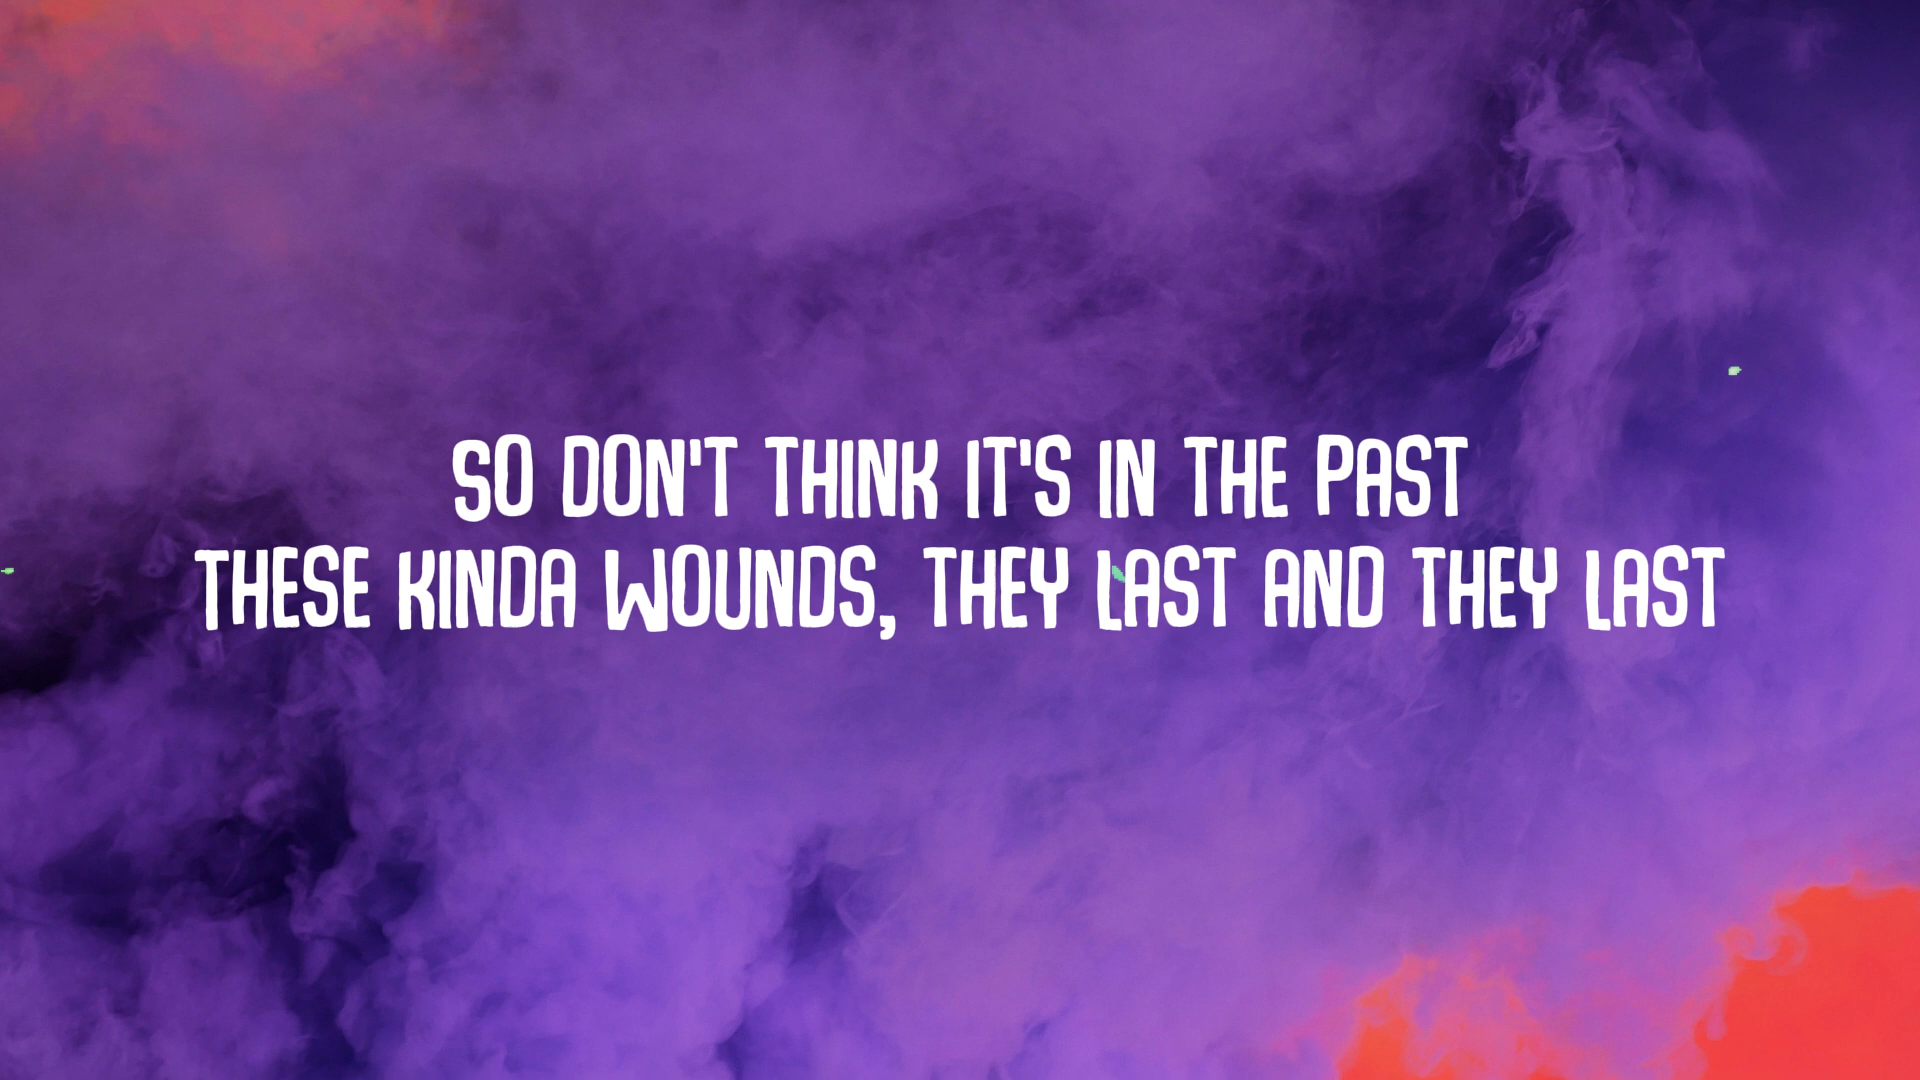 SO DON'T THINK IT'S IN THE PAST
THESE KINDA WOUNDS, THEY LAST AND THEY LAST